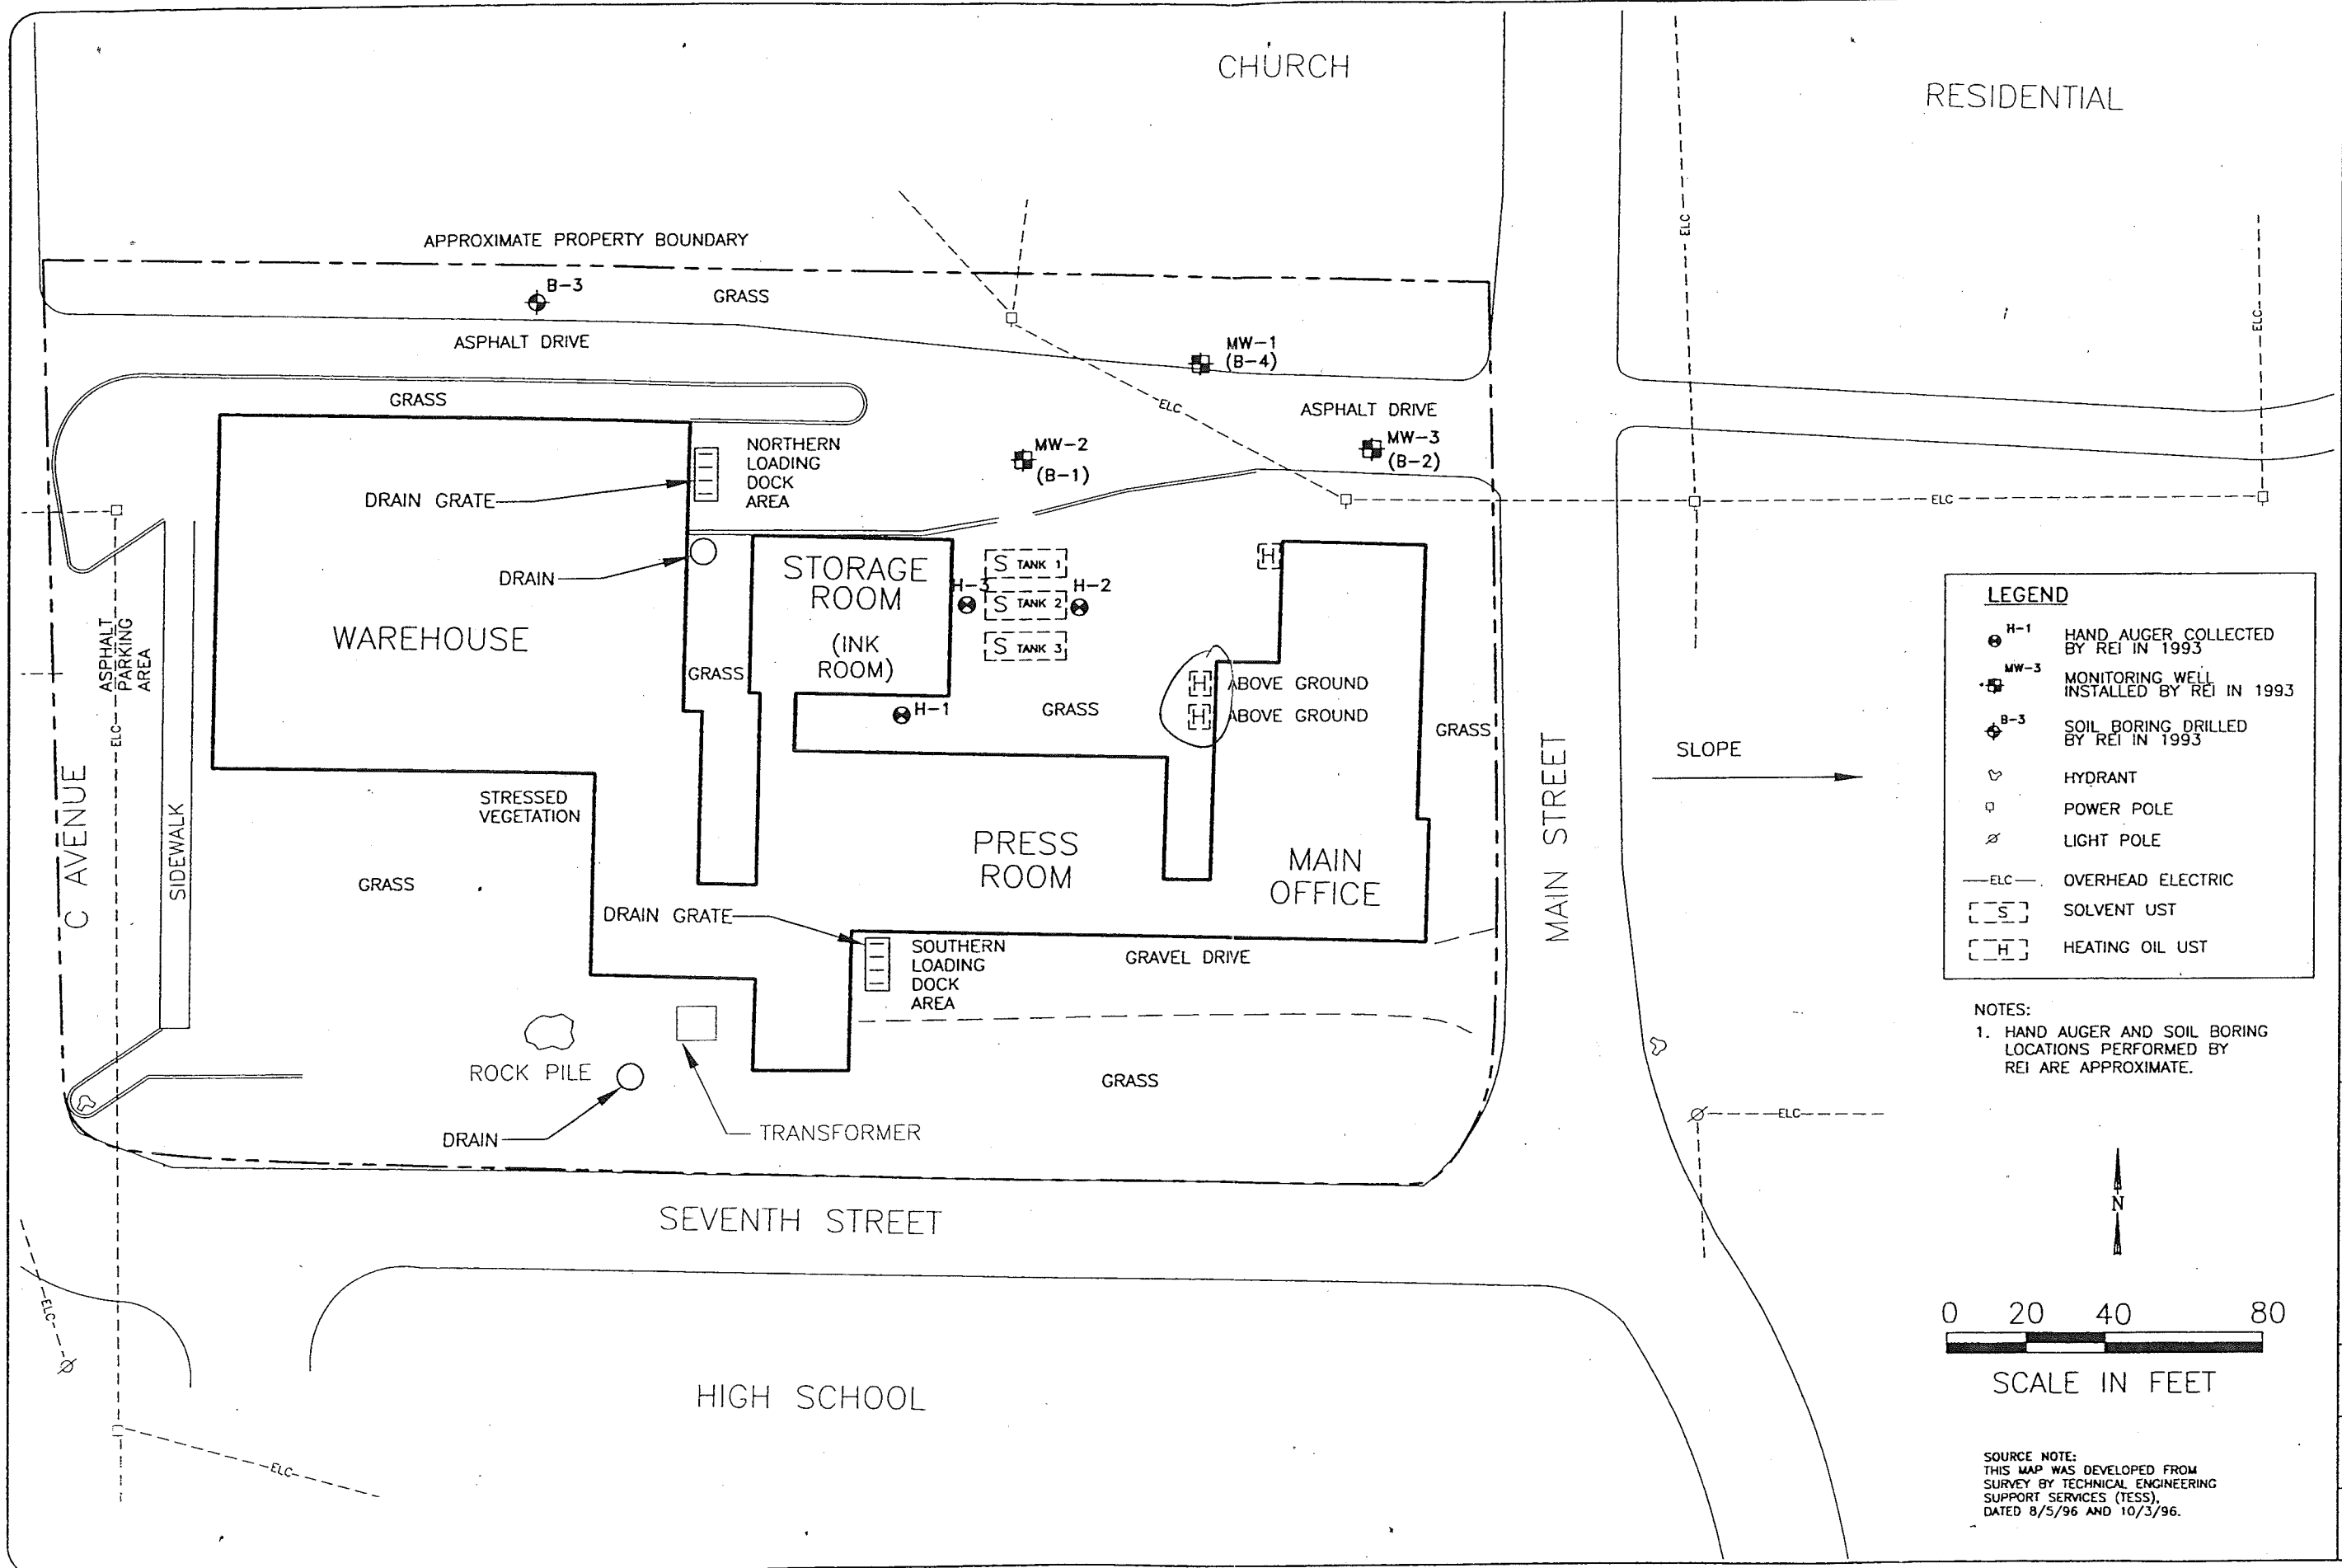 CHURCH
RESIDENTIAL
ELC
ELC
APPROXIMATE PROPERTY BOUNDARY
B-3
GRASS
ASPHALT DRIVE
MW-1
(B-4)
GRASS
ELC
ASPHALT DRIVE
NORTHERN
LOADING
DOCK
AREA
MW-2
(B-1)
MW-3
(B-2)
DRAIN GRATE
ELC
ELC
DRAIN
STORAGE
ROOM
(INK
ROOM)
S TANK 1
H-3
S TANK 2
H-2
S TANK 3
H
WAREHOUSE
ASPHALT
PARKING
AREA
GRASS
H ABOVE GROUND
H ABOVE GROUND
H-1
GRASS
GRASS
ELC
C AVENUE
SIDEWALK
STRESSED
VEGETATION
GRASS
PRESS
ROOM
MAIN
OFFICE
MAIN STREET
SLOPE
DRAIN GRATE
SOUTHERN
LOADING
DOCK
AREA
GRAVEL DRIVE
ROCK PILE
GRASS
DRAIN
TRANSFORMER
ELC
SEVENTH STREET
ELC
ELC
HIGH SCHOOL
LEGEND
H-1
HAND AUGER COLLECTED
BY REI IN 1993
MW-3
MONITORING WELL
INSTALLED BY REI IN 1993
B-3
SOIL BORING DRILLED
BY REI IN 1993
HYDRANT
POWER POLE
LIGHT POLE
ELC OVERHEAD ELECTRIC
S SOLVENT UST
H HEATING OIL UST
NOTES:
1. HAND AUGER AND SOIL BORING
LOCATIONS PERFORMED BY
REI ARE APPROXIMATE.
N
0 20 40 80
SCALE IN FEET
SOURCE NOTE:
THIS MAP WAS DEVELOPED FROM
SURVEY BY TECHNICAL ENGINEERING
SUPPORT SERVICES (TESS),
DATED 8/5/96 AND 10/3/96.